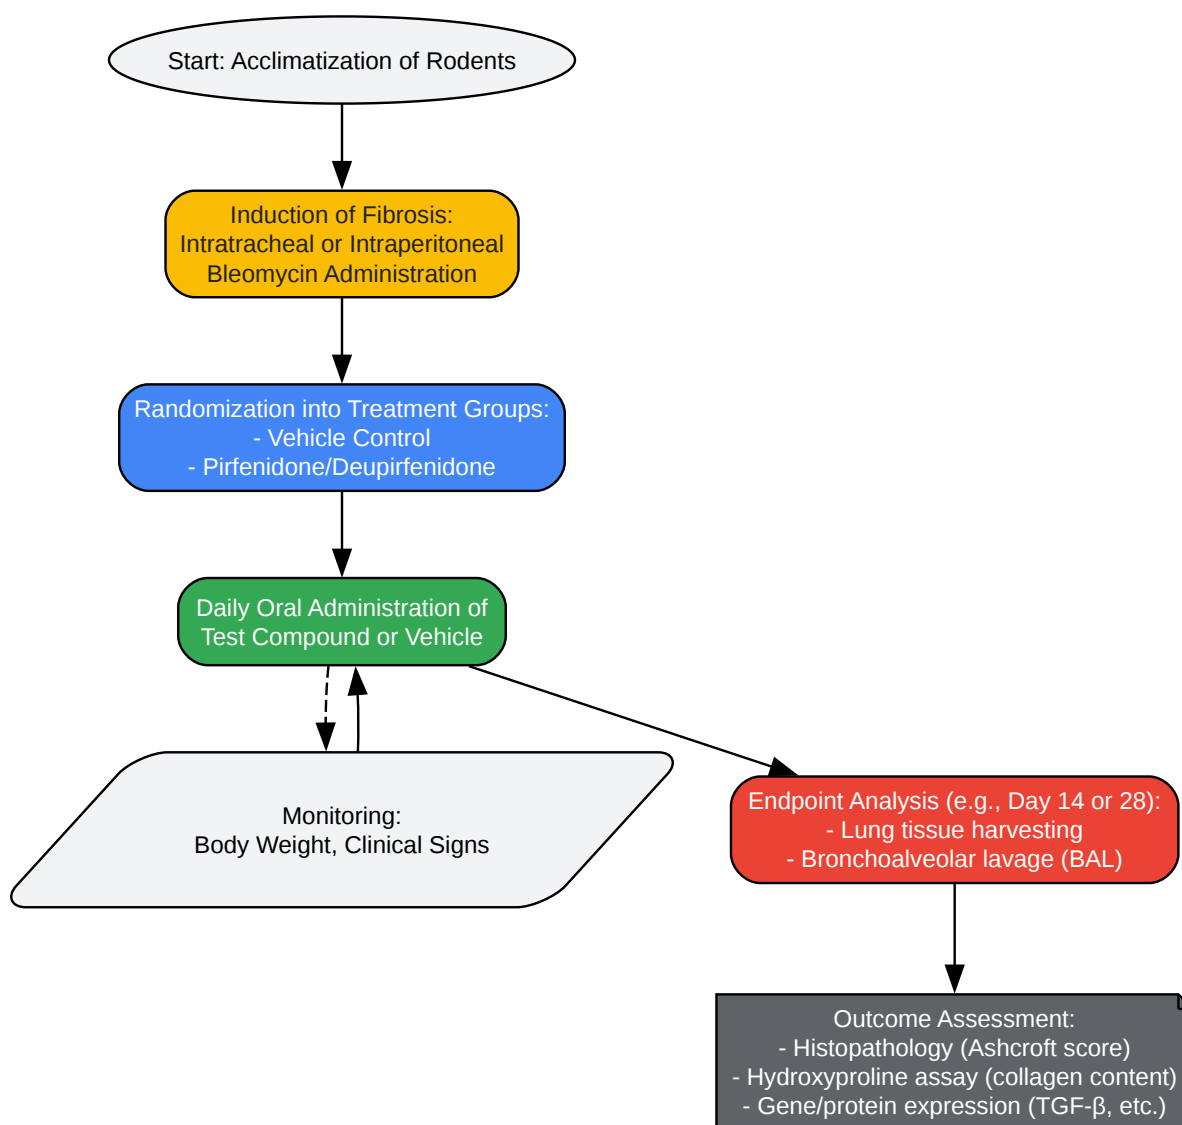 Start: Acclimatization of Rodents
Induction of Fibrosis:
Intratracheal or Intraperitoneal
Bleomycin Administration
Randomization into Treatment Groups:
- Vehicle Control
- Pirfenidone/Deupirfenidone
Daily Oral Administration of
Test Compound or Vehicle
Monitoring:
Body Weight, Clinical Signs
Endpoint Analysis (e.g., Day 14 or 28):
- Lung tissue harvesting
- Bronchoalveolar lavage (BAL)
Outcome Assessment:
- Histopathology (Ashcroft score)
- Hydroxyproline assay (collagen content)
- Gene/protein expression (TGF-β, etc.)